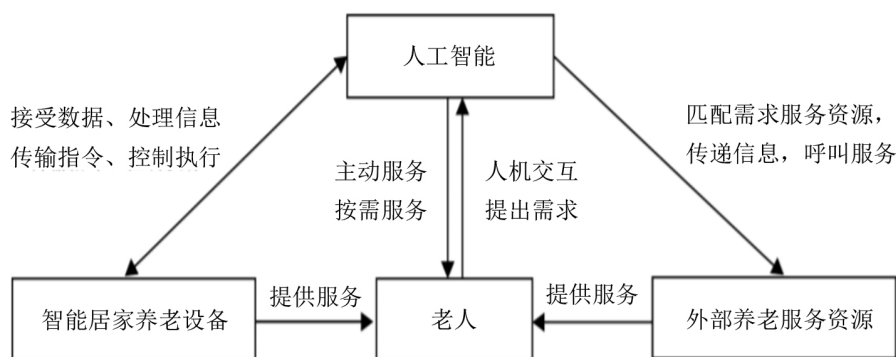 人工智能
接受数据、处理信息
传输指令、控制执行
主动服务
按需服务
人机交互
提出需求
匹配需求服务资源，
传递信息，呼叫服务
智能居家养老设备
提供服务
老人
提供服务
外部养老服务资源